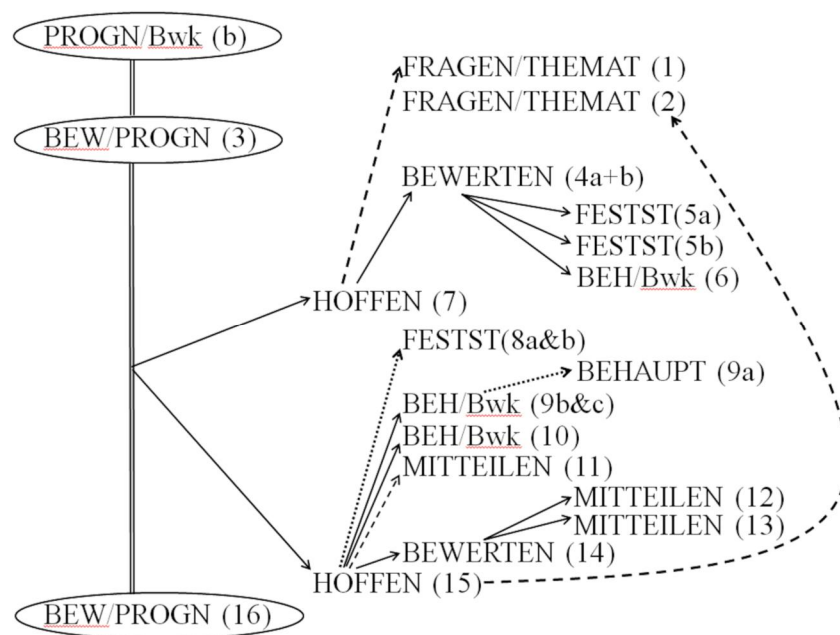 PROGN/Bwk (b)
FRAGEN/THEMAT (1)
FRAGEN/THEMAT (2)
BEW/PROGN (3)
BEWERTEN (4a+b)
FESTST(5a)
FESTST(5b)
BEH/Bwk (6)
HOFFEN (7)
FESTST(8a&b)
BEHAUPT (9a)
BEH/Bwk (9b&c)
BEH/Bwk (10)
MITTEILEN (11)
MITTEILEN (12)
MITTEILEN (13)
BEWERTEN (14)
HOFFEN (15)
BEW/PROGN (16)